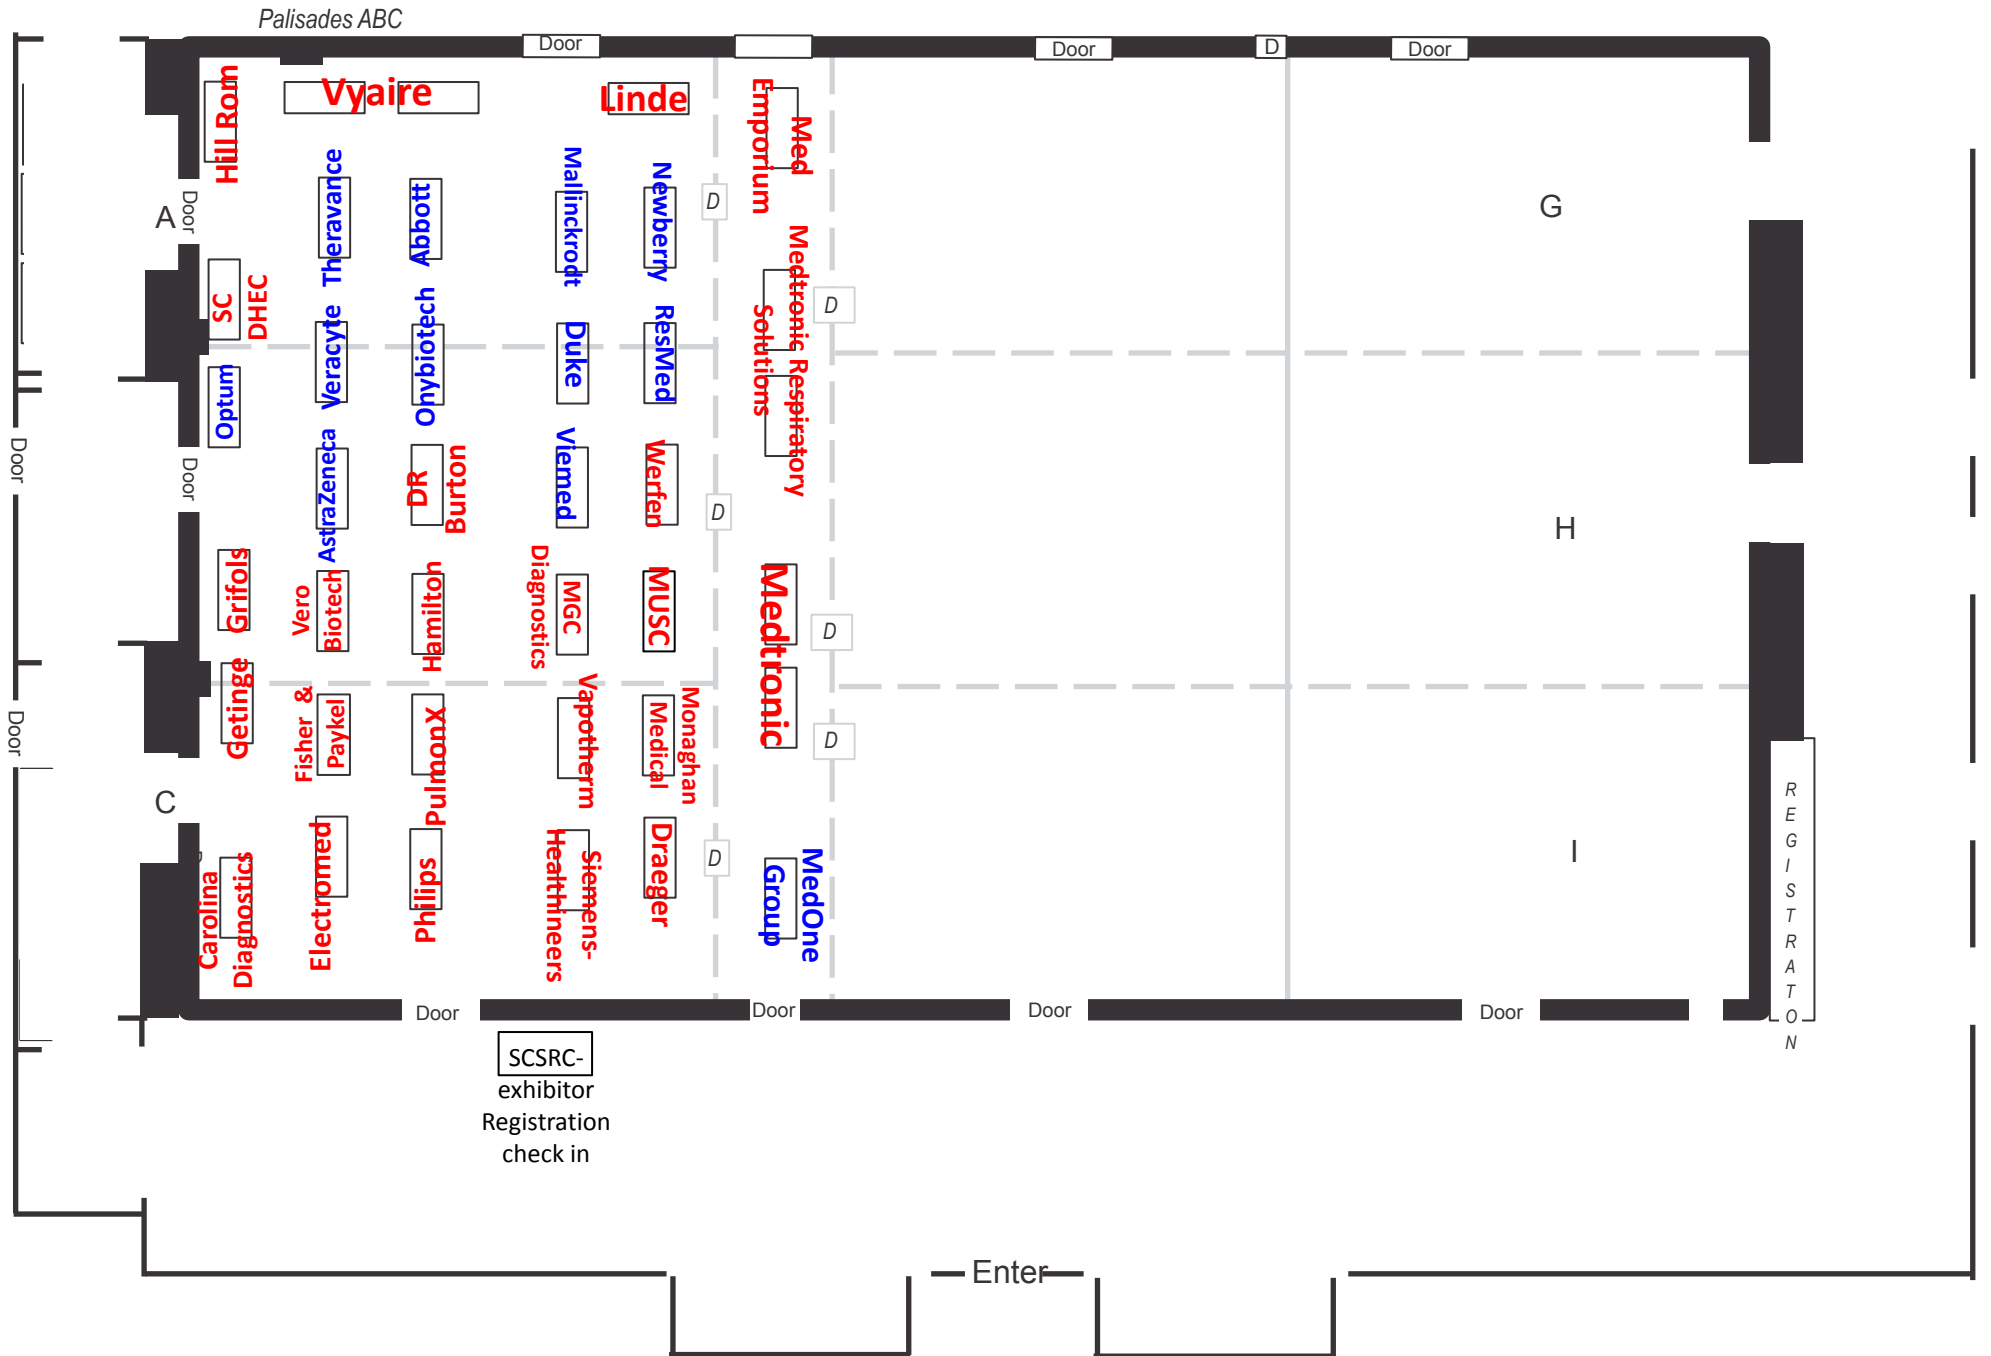 Palisades ABC
Door
Door
D
Door
Hill Rom
Vyaire
Linde
Med
Emporium
A
Door
Theravance
Abbott
Mallinckrodt
Newberry
D
G
SC
DHEC
Veracyte
Onybiotech
Duke
ResMed
Medtronic Respiratory
Solutions
D
Optum
Door
Door
AstraZeneca
DR
Burton
Viemed
Werfen
D
H
Grifols
Vero
Biotech
Hamilton
MGC
Diagnostics
MUSC
Medtronic
D
Getinge
Fisher &
Paykel
PulmonX
Vapotherm
Monaghan
Medical
D
Door
C
Carolina
Diagnostics
Electromed
Philips
Siemens-
Healthineers
Draeger
D
MedOne
Group
I
REGISTRATON
Door
Door
Door
Door
SCSRC-
exhibitor
Registration
check in
Enter